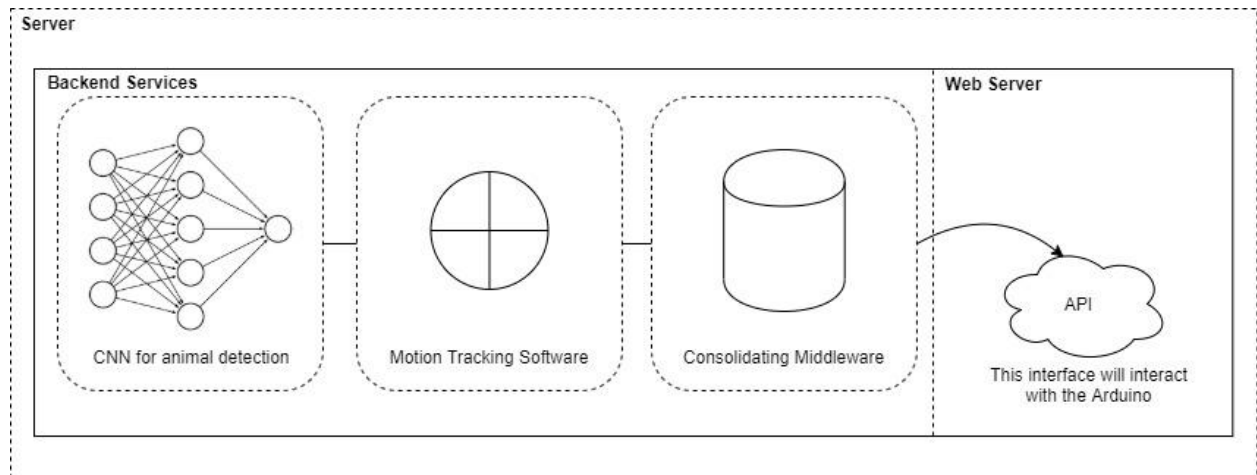 Server
Backend Services
Web Server
CNN for animal detection
Motion Tracking Software
Consolidating Middleware
API
This interface will interact
with the Arduino